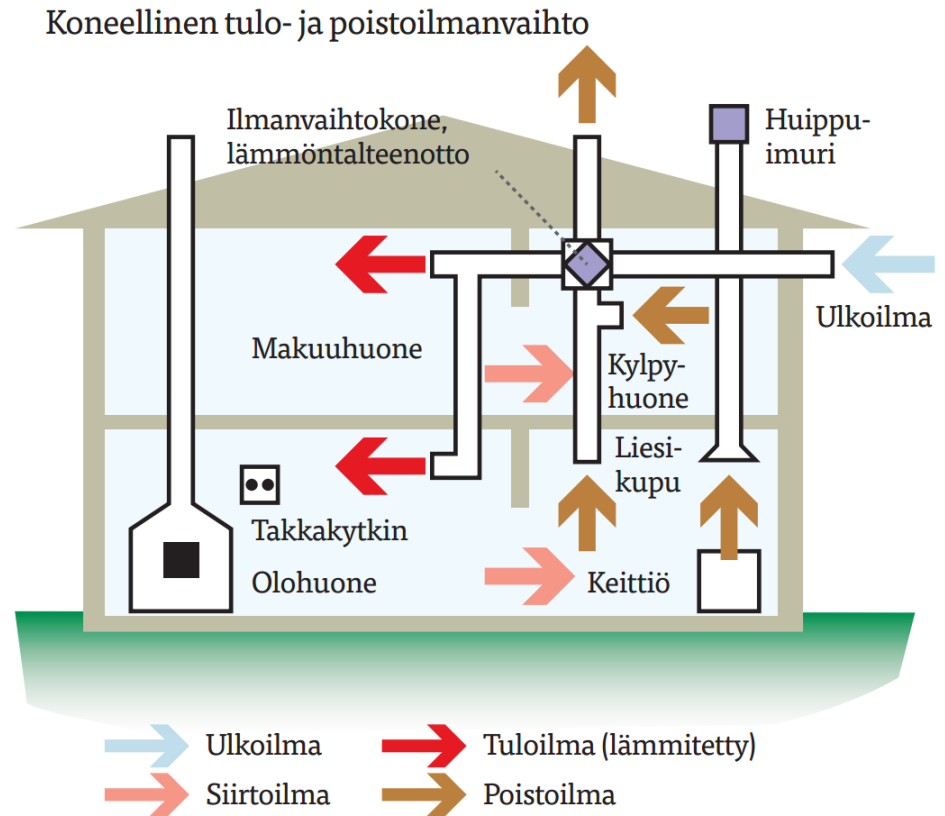 Koneellinen tulo- ja poistoilmanvaihto
Ilmanvaihtokone,
lämmöntalteenotto
Huippu-
imuri
Ulkoilma
Makuuhuone
Kylpy-
huone
Liesi-
kupu
Takkakytkin
Olohuone
Keittiö
Ulkoilma
Tuloilma (lämmitetty)
Siirtoilma
Poistoilma